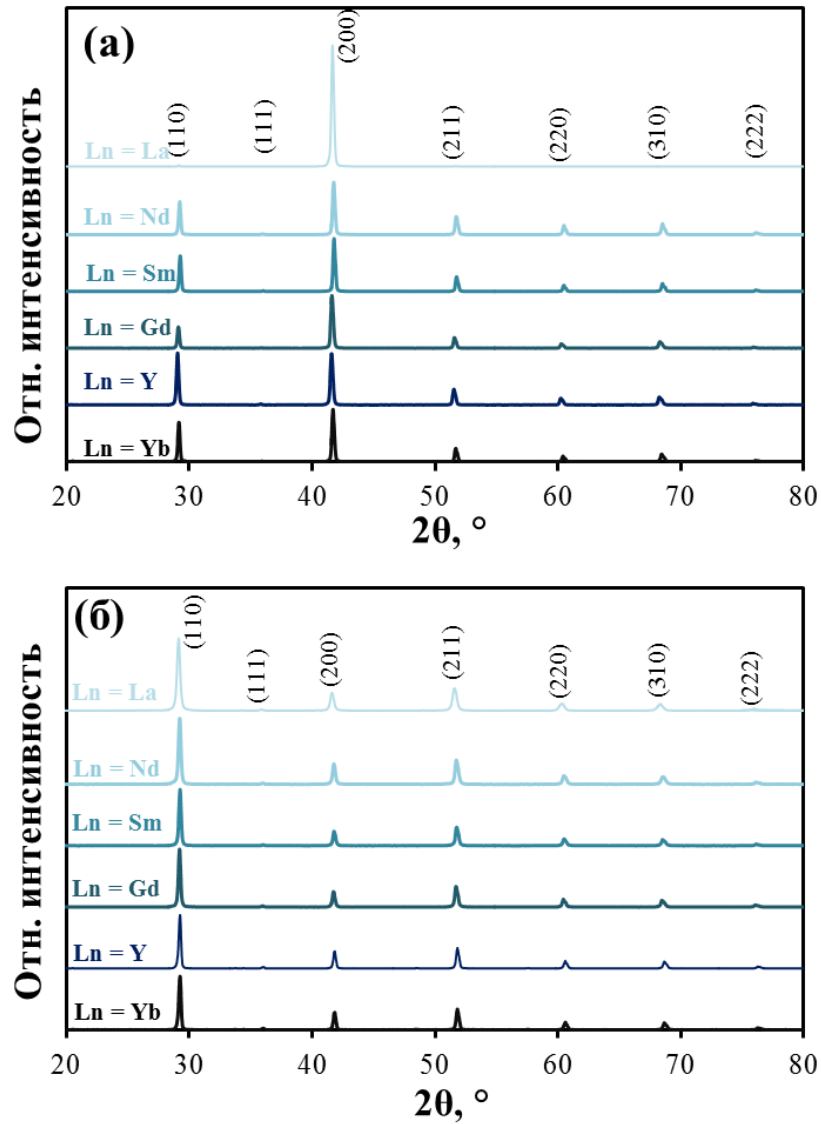 (а)
(110)
(111)
(200)
(211)
(220)
(310)
(222)
Ln = La
Ln = Nd
Ln = Sm
Ln = Gd
Ln = Y
Ln = Yb
Отн. интенсивность
20 30 40 50 60 70 80
2θ, °
(б)
(110)
(111)
(200)
(211)
(220)
(310)
(222)
Ln = La
Ln = Nd
Ln = Sm
Ln = Gd
Ln = Y
Ln = Yb
Отн. интенсивность
20 30 40 50 60 70 80
2θ, °